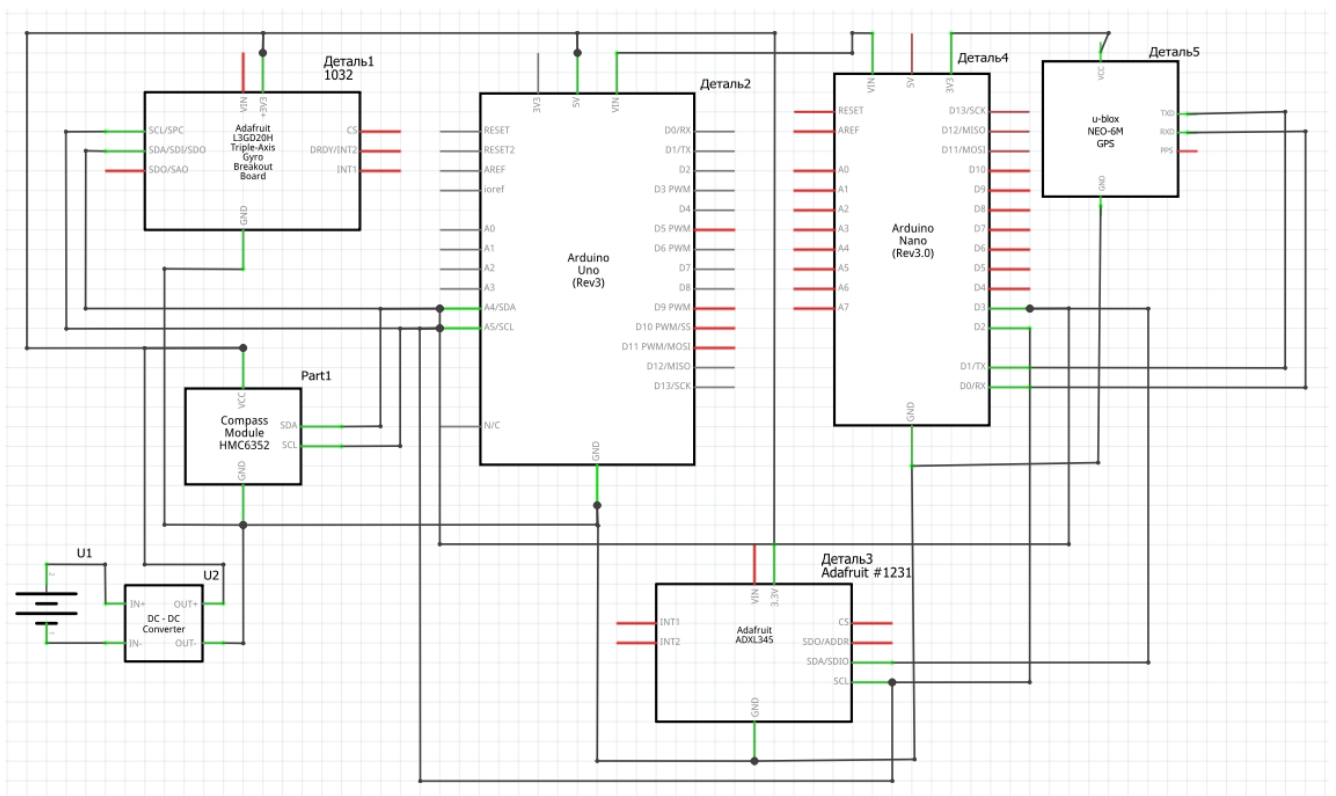 Деталь1
1032
VIN
+3V3
SCL/SPC
SDA/SDI/SDO
SDO/SAO
Adafruit
L3GD20H
Triple-Axis
Gyro
Breakout
Board
CS
DRDY/INT2
INT1
GND
Деталь2
3V3
5V
VIN
RESET
RESET2
AREF
ioref
A0
A1
A2
A3
A4/SDA
A5/SCL
N/C
Arduino
Uno
(Rev3)
D0/RX
D1/TX
D2
D3 PWM
D4
D5 PWM
D6 PWM
D7
D8
D9 PWM
D10 PWM/SS
D11 PWM/MOSI
D12/MISO
D13/SCK
GND
Деталь4
VIN
5V
3V3
RESET
AREF
A0
A1
A2
A3
A4
A5
A6
A7
Arduino
Nano
(Rev3.0)
D13/SCK
D12/MISO
D11/MOSI
D10
D9
D8
D7
D6
D5
D4
D3
D2
D1/TX
D0/RX
GND
Деталь5
VCC
u-blox
NEO-6M
GPS
TXD
RXD
PPS
GND
Part1
VCC
Compass
Module
HMC6352
SDA
SCL
GND
U1
2
1
U2
IN+
IN-
DC - DC
Converter
OUT+
OUT-
Деталь3
Adafruit #1231
VIN
3.3V
INT1
INT2
Adafruit
ADXL345
CS
SDO/ADDR
SDA/SDIO
SCL
GND